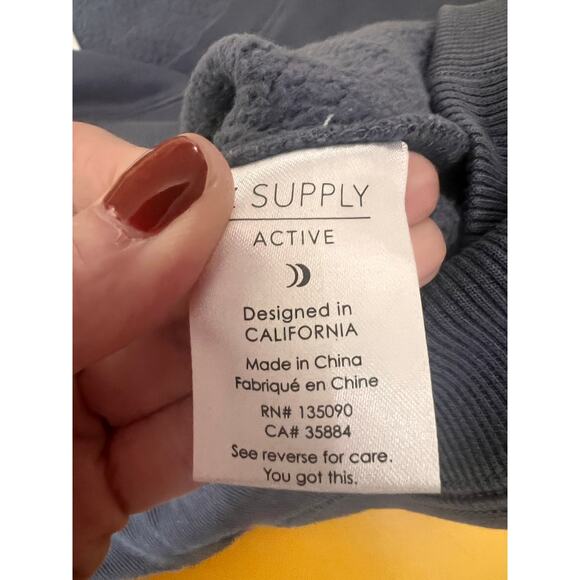 SUPPLY
ACTIVE
Designed in
CALIFORNIA
Made in China
Fabriqué en Chine
RN# 135090
CA# 35884
See reverse for care.
You got this.